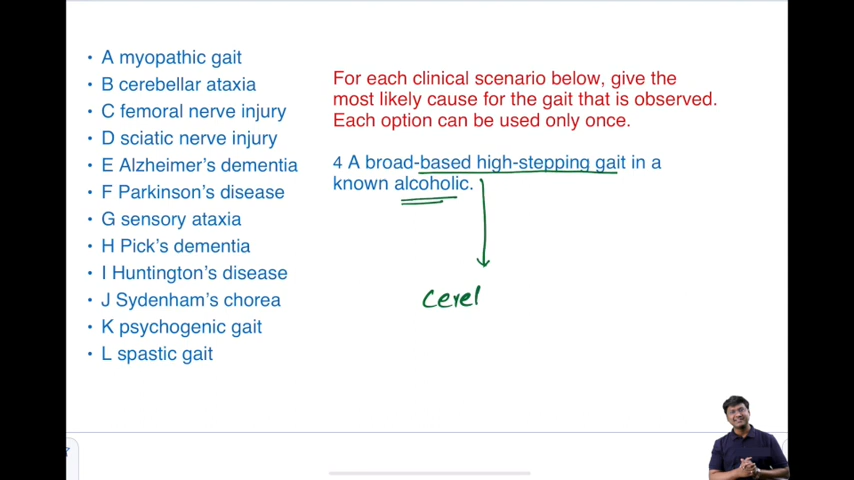 • A myopathic gait
• B cerebellar ataxia
• C femoral nerve injury
• D sciatic nerve injury
• E Alzheimer's dementia
• F Parkinson's disease
• G sensory ataxia
• H Pick's dementia
• I Huntington's disease
• J Sydenham's chorea
• K psychogenic gait
• L spastic gait
For each clinical scenario below, give the
most likely cause for the gait that is observed.
Each option can be used only once.
4 A broad-based high-stepping gait in a
known alcoholic.
cerel